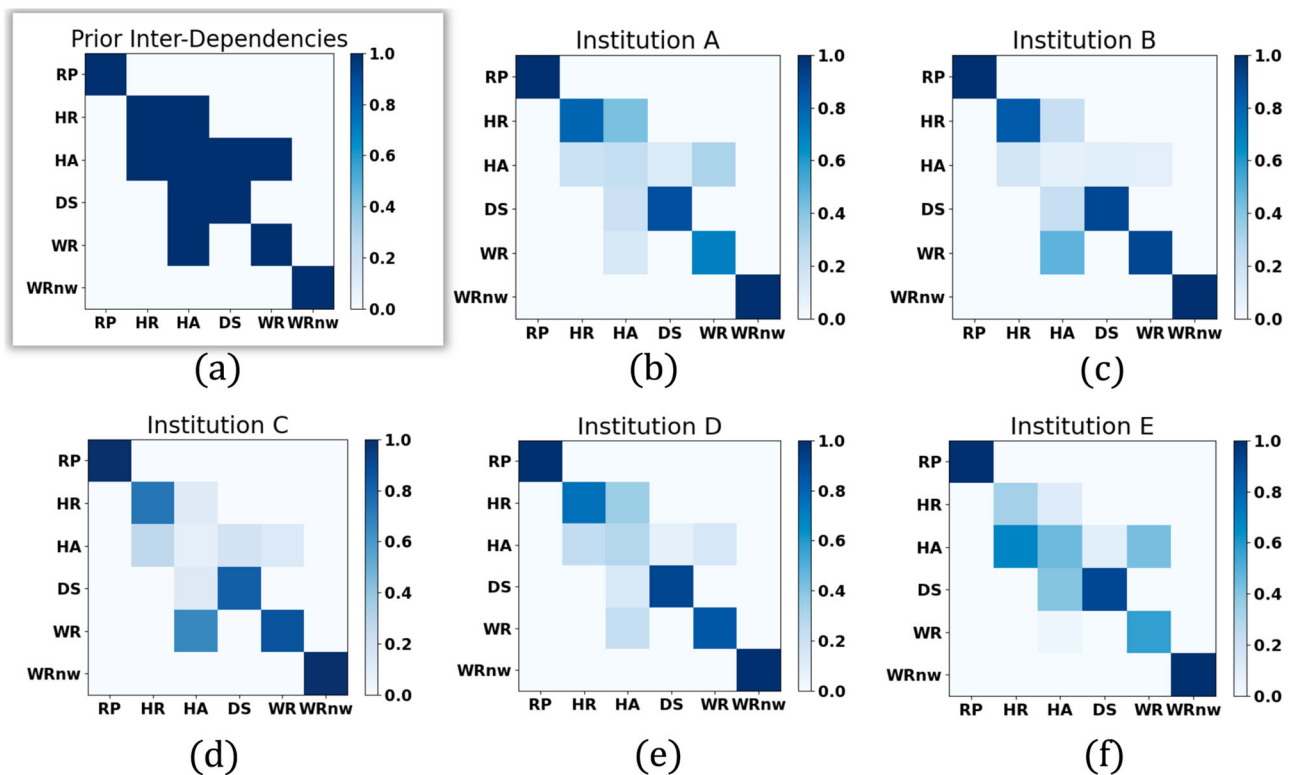 Prior Inter-Dependencies
RP
HR
HA
DS
WR
WRnw
RP HR HA DS WR WRnw
1.0
0.8
0.6
0.4
0.2
0.0
(a)
Institution A
RP
HR
HA
DS
WR
WRnw
RP HR HA DS WR WRnw
1.0
0.8
0.6
0.4
0.2
0.0
(b)
Institution B
RP
HR
HA
DS
WR
WRnw
RP HR HA DS WR WRnw
1.0
0.8
0.6
0.4
0.2
0.0
(c)
Institution C
RP
HR
HA
DS
WR
WRnw
RP HR HA DS WR WRnw
1.0
0.8
0.6
0.4
0.2
0.0
(d)
Institution D
RP
HR
HA
DS
WR
WRnw
RP HR HA DS WR WRnw
1.0
0.8
0.6
0.4
0.2
0.0
(e)
Institution E
RP
HR
HA
DS
WR
WRnw
RP HR HA DS WR WRnw
1.0
0.8
0.6
0.4
0.2
0.0
(f)